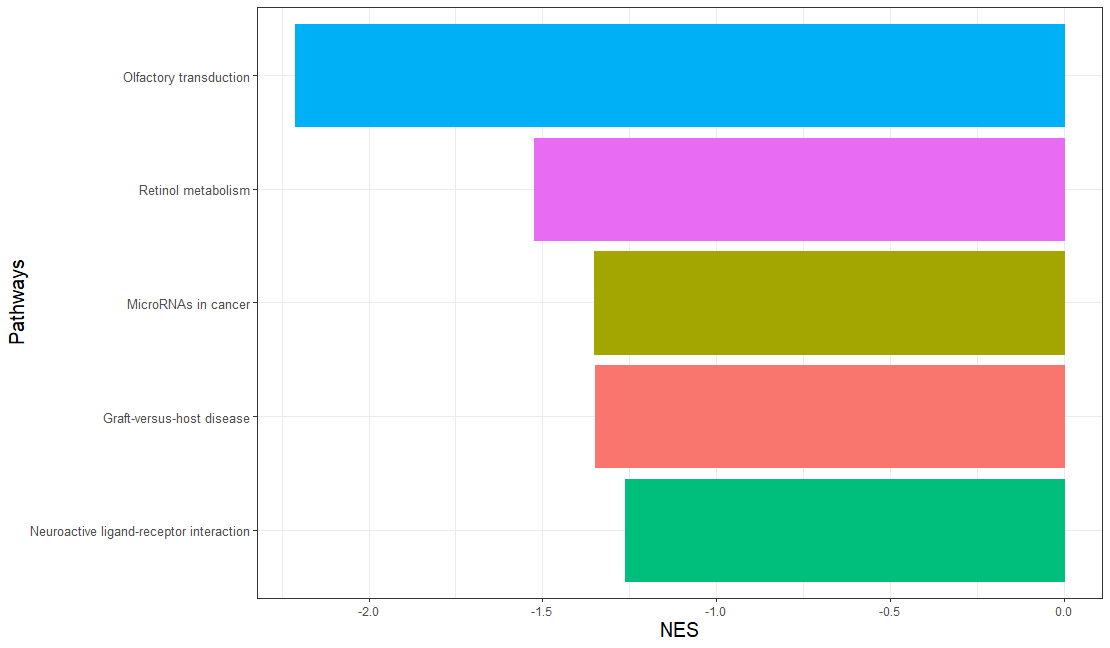 Pathways
Olfactory transduction
Retinol metabolism
MicroRNAs in cancer
Graft-versus-host disease
Neuroactive ligand-receptor interaction
-2.0 -1.5 -1.0 -0.5 0.0
NES